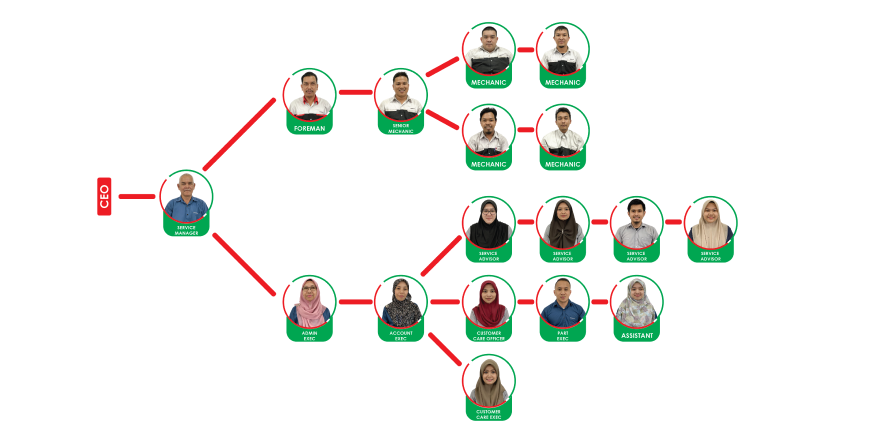 MECHANIC
MECHANIC
FOREMAN
SENIOR
MECHANIC
MECHANIC
MECHANIC
CEO
SERVICE
MANAGER
SERVICE
ADVISOR
SERVICE
ADVISOR
SERVICE
ADVISOR
SERVICE
ADVISOR
ADMIN
EXEC
ACCOUNT
EXEC
CUSTOMER
CARE OFFICER
PART
EXEC
ASSISTANT
CUSTOMER
CARE EXEC